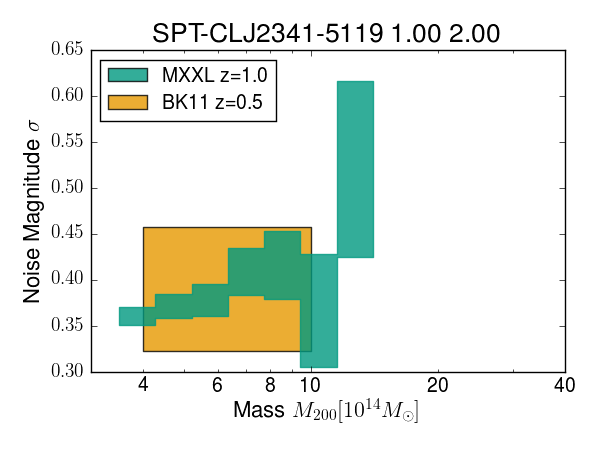 SPT-CLJ2341-5119 1.00 2.00
0.65
0.60
0.55
0.50
0.45
0.40
0.35
0.30
Noise Magnitude σ
MXXL z=1.0
BK11 z=0.5
4 6 8 10 20 40
Mass M₂₀₀[10¹⁴M☉]